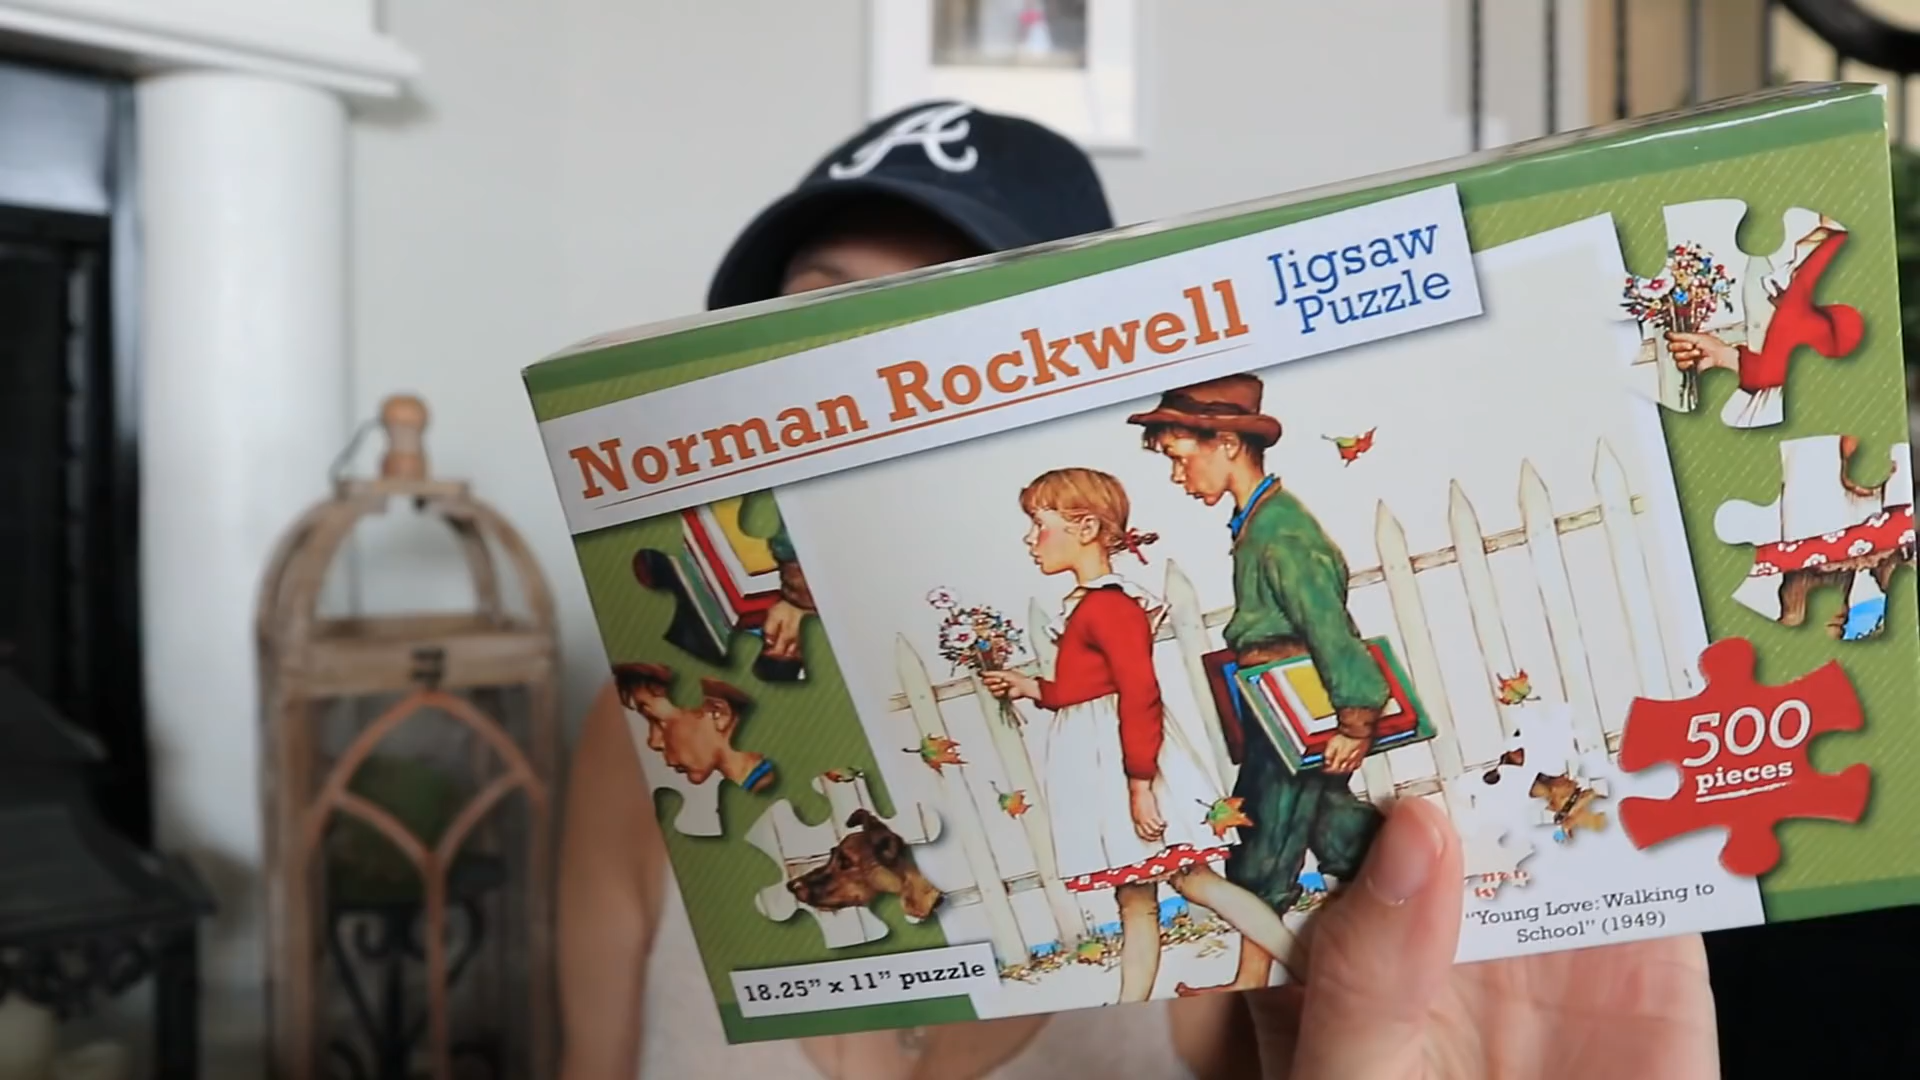 A
Norman Rockwell
Jigsaw
Puzzle
500
pieces
"Young Love: Walking to
School" (1949)
18.25” x 11” puzzle